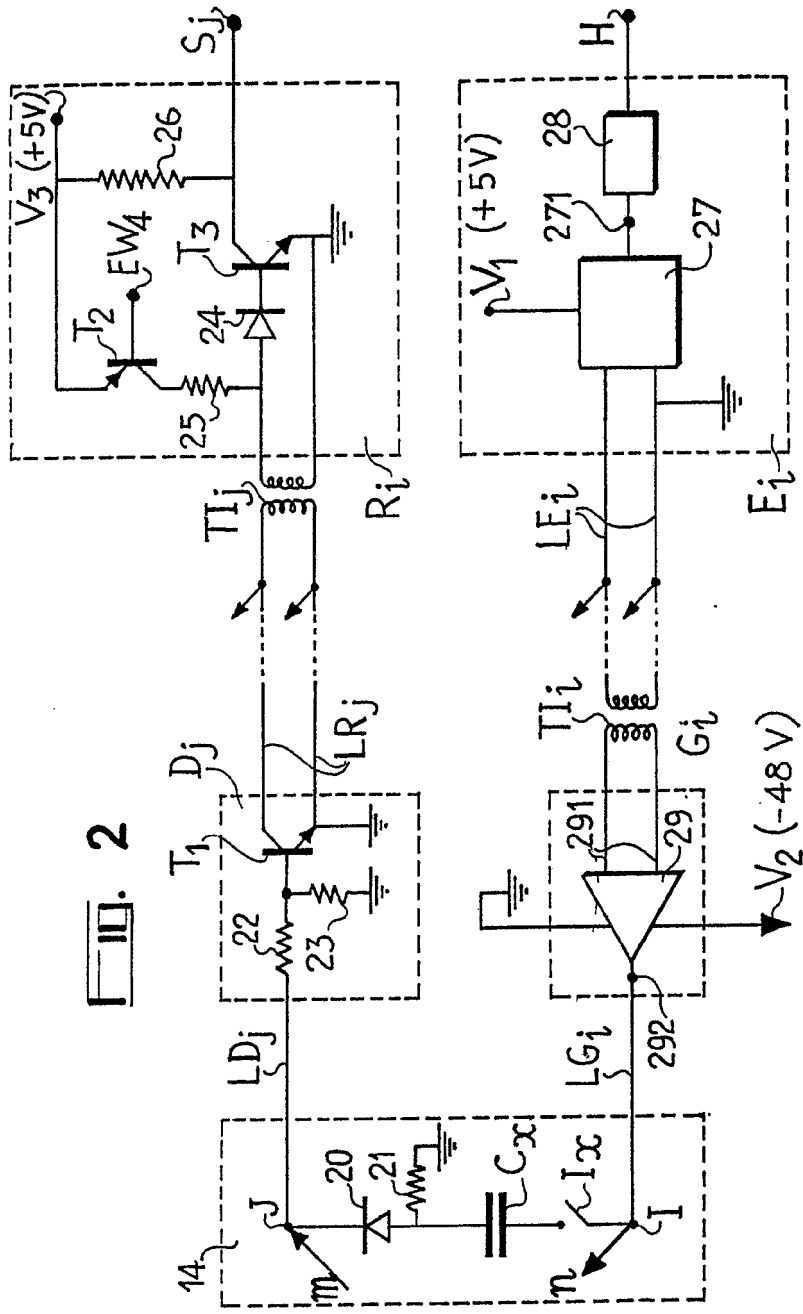 FIG. 2
14
J
m
20
21
Cx
Ix
I
n
LDj
LGi
Dj
T1
22
23
LRj
292
291
29
Gi
V2 (-48 V)
TIj
TIi
LEi
Ri
Ei
V3 (+5V)
T2
EW4
25
24
T3
26
Sj
V1 (+5V)
271
28
27
H